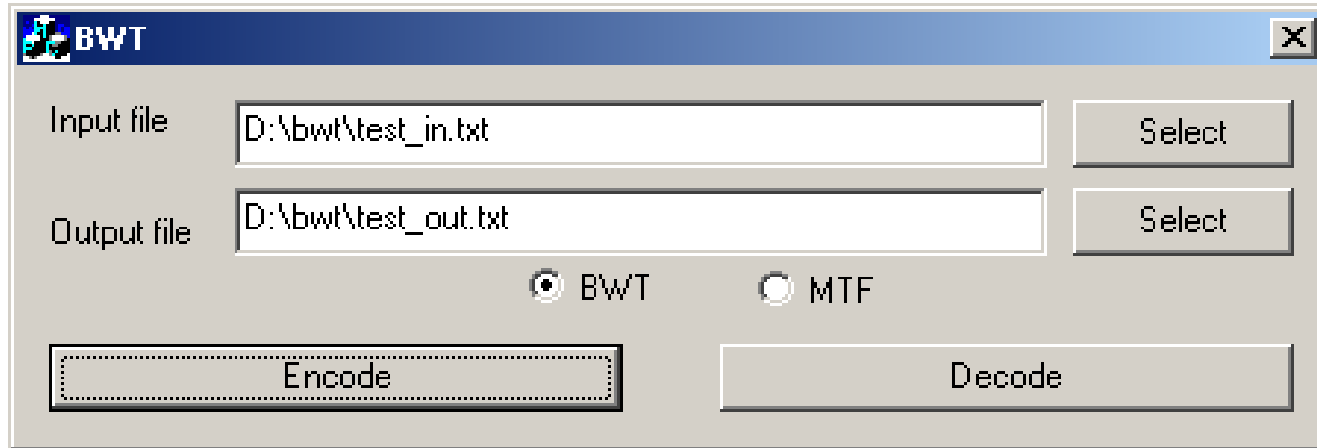 BWT
Input file D:\bwt\test_in.txt Select
Output file D:\bwt\test_out.txt Select
BWT MTF
Encode Decode